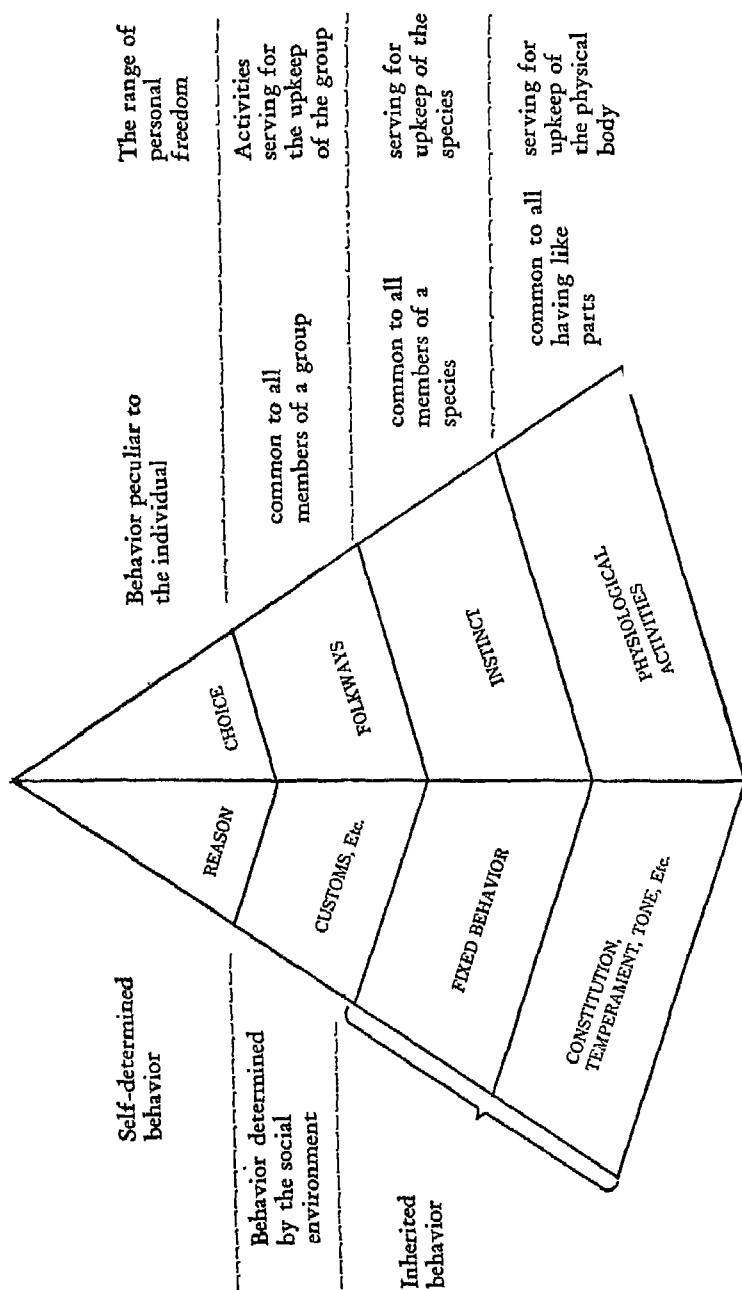 Self-determined
behavior
Behavior peculiar to
the individual
The range of
personal
freedom
REASON
CHOICE
Behavior determined
by the social
environment
common to all
members of a group
Activities
serving for
the upkeep
of the group
CUSTOMS, Etc.
FOLKWAYS
Inherited
behavior
common to all
members of a
species
serving for
upkeep of the
species
FIXED BEHAVIOR
INSTINCT
common to all
having like
parts
serving for
upkeep of
the physical
body
CONSTITUTION,
TEMPERAMENT, TONE, Etc.
PHYSIOLOGICAL
ACTIVITIES